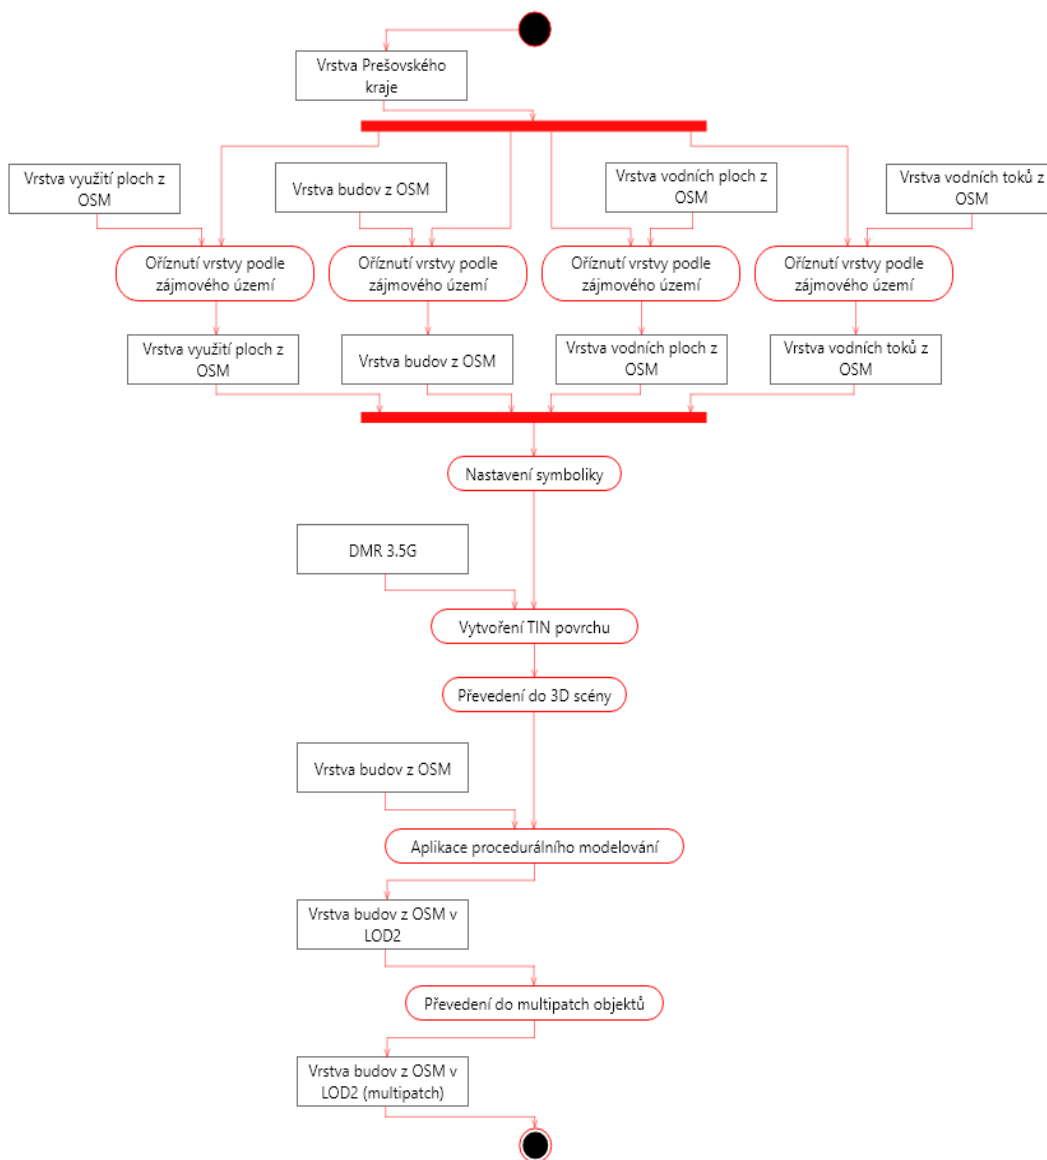 Vrstva Prešovského
kraje
Vrstva využití ploch z
OSM
Vrstva budov z OSM
Vrstva vodních ploch z
OSM
Vrstva vodních toků z
OSM
Oříznutí vrstvy podle
zájmového území
Oříznutí vrstvy podle
zájmového území
Oříznutí vrstvy podle
zájmového území
Oříznutí vrstvy podle
zájmového území
Vrstva využití ploch z
OSM
Vrstva budov z OSM
Vrstva vodních ploch z
OSM
Vrstva vodních toků z
OSM
Nastavení symboliky
DMR 3.5G
Vytvoření TIN povrchu
Převedení do 3D scény
Vrstva budov z OSM
Aplikace procedurálního modelování
Vrstva budov z OSM v
LOD2
Převedení do multipatch objektů
Vrstva budov z OSM v
LOD2 (multipatch)